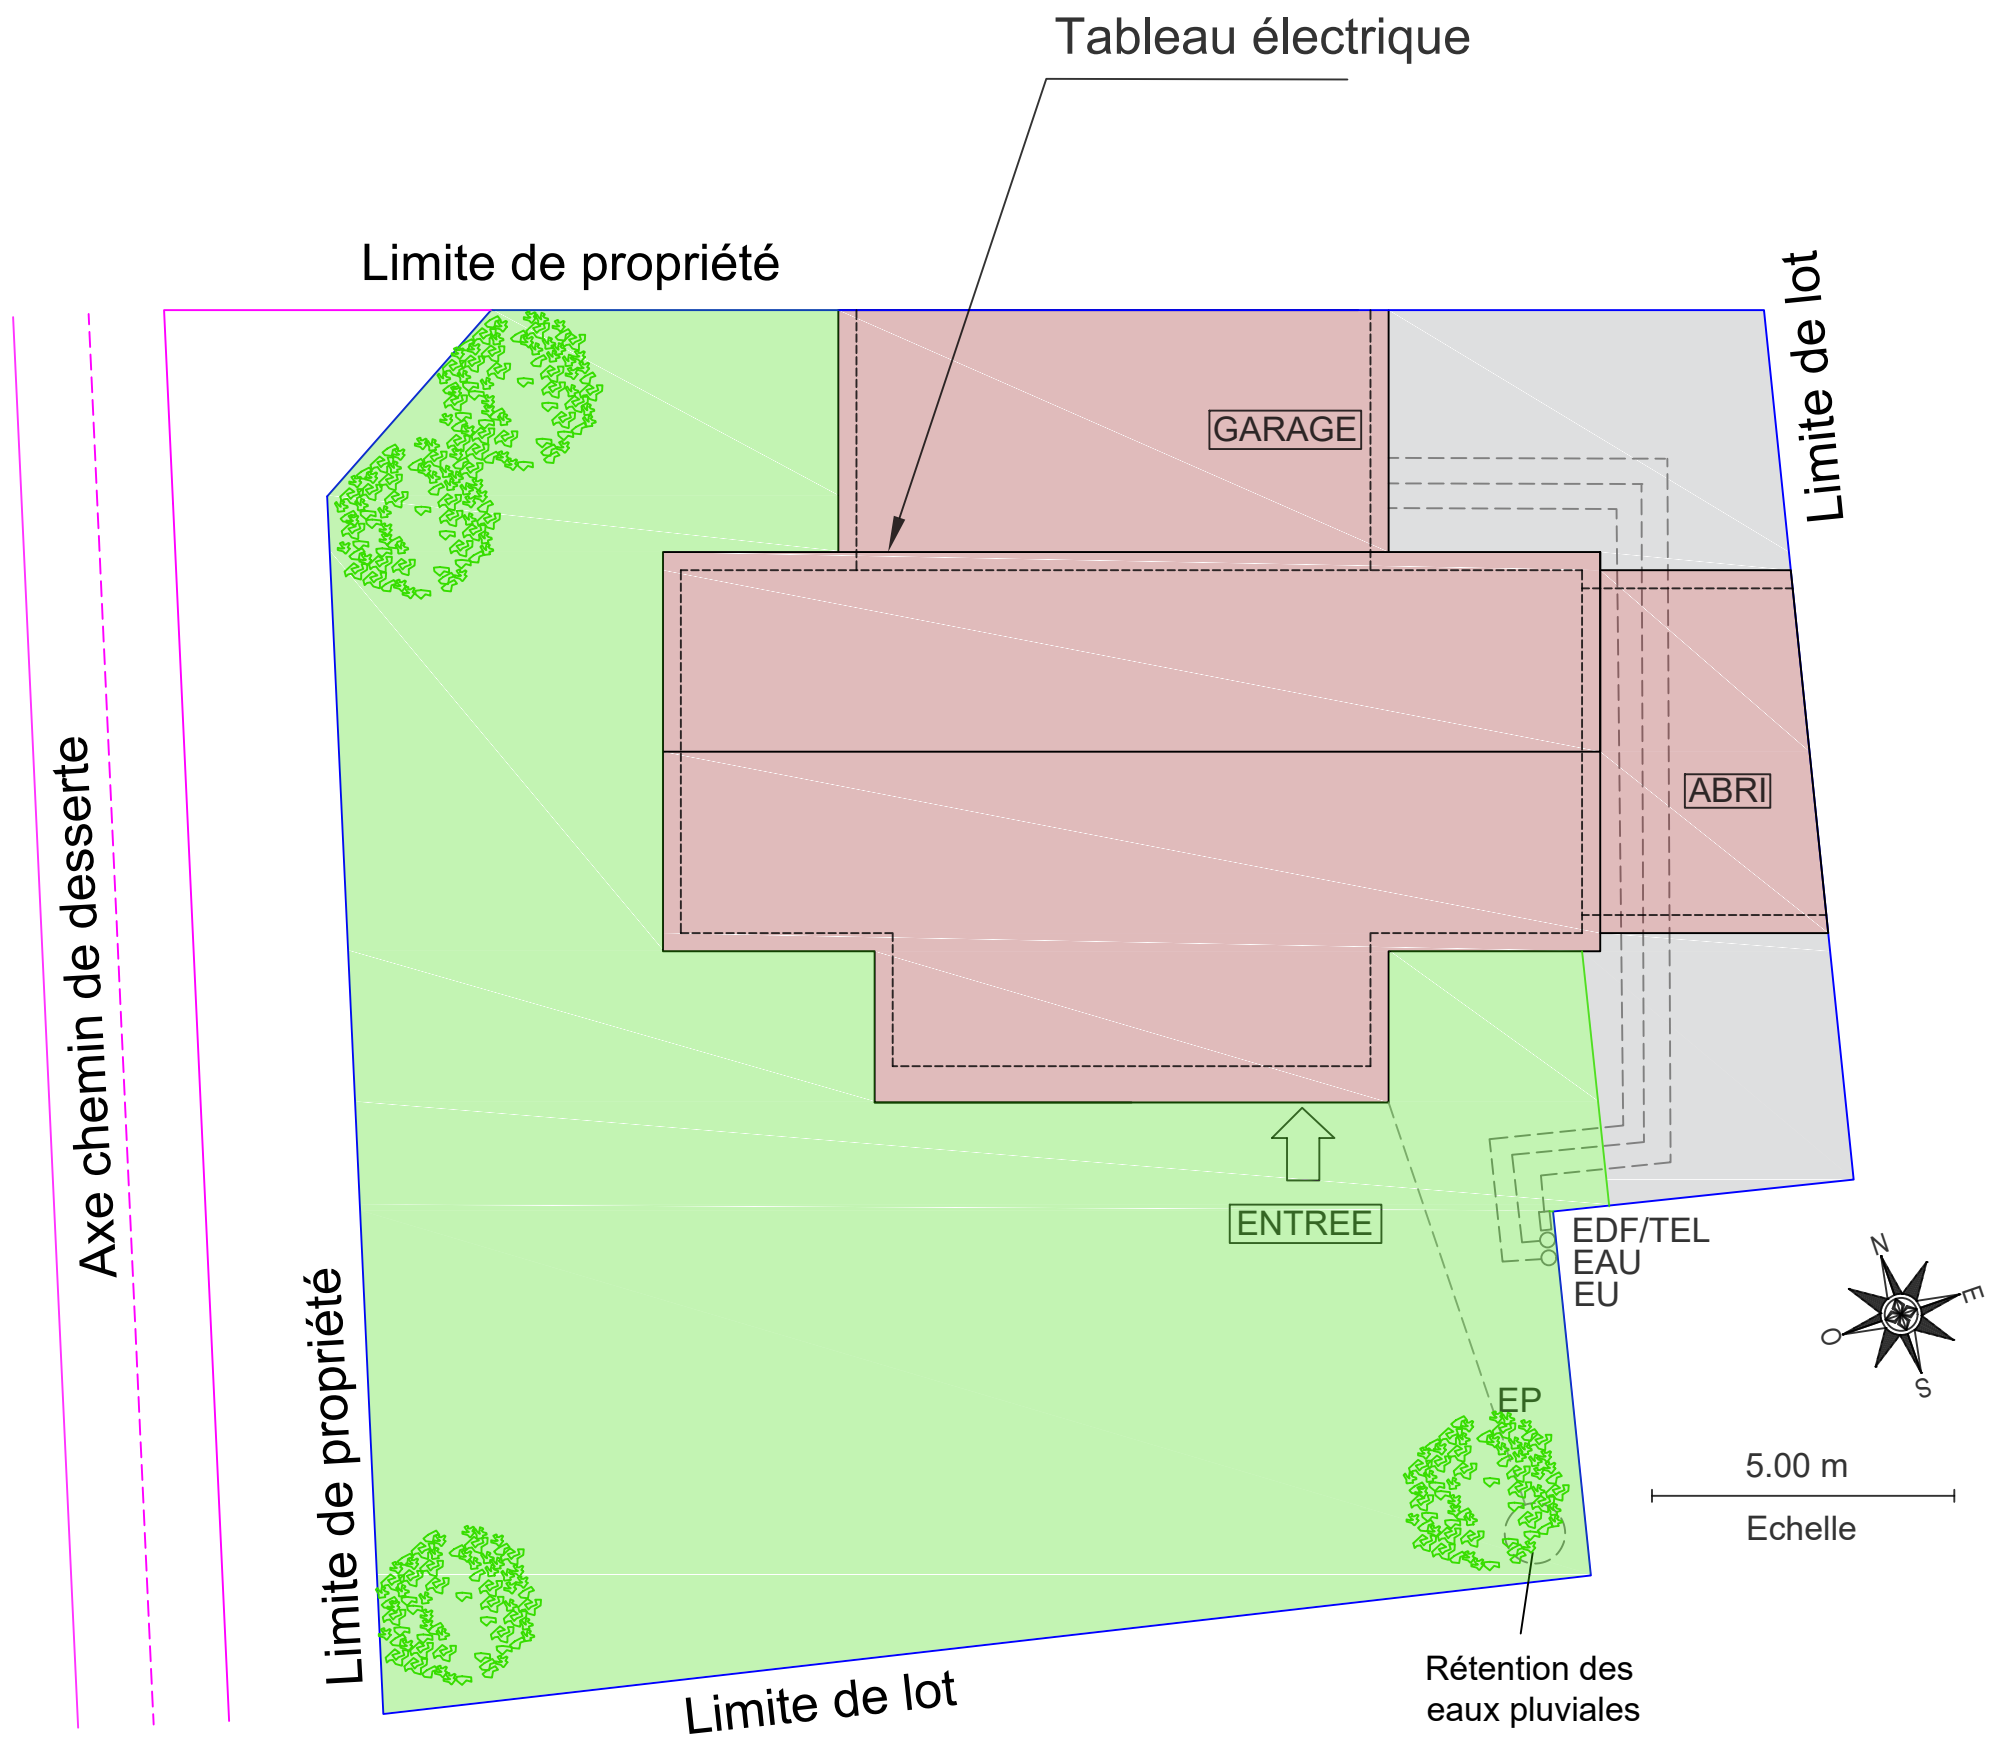 Tableau électrique
Limite de propriété
Limite de lot
GARAGE
ABRI
Axe chemin de desserte
ENTREE
EDF/TEL
EAU
EU
N
E
O
S
Limite de propriété
EP
5.00 m
Echelle
Rétention des
eaux pluviales
Limite de lot